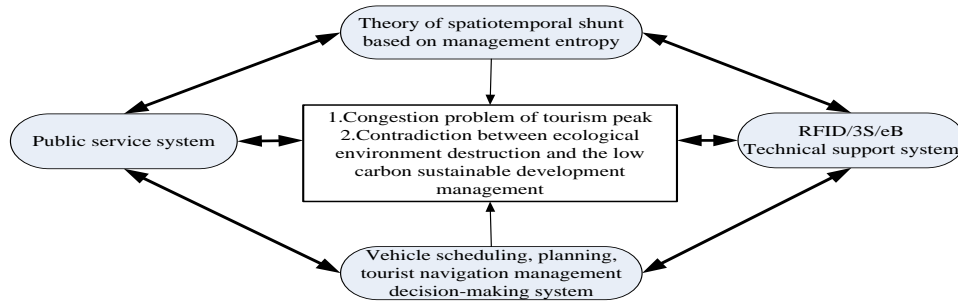 Theory of spatiotemporal shunt
based on management entropy
Public service system
1.Congestion problem of tourism peak
2.Contradiction between ecological
environment destruction and the low
carbon sustainable development
management
RFID/3S/eB
Technical support system
Vehicle scheduling, planning,
tourist navigation management
decision-making system